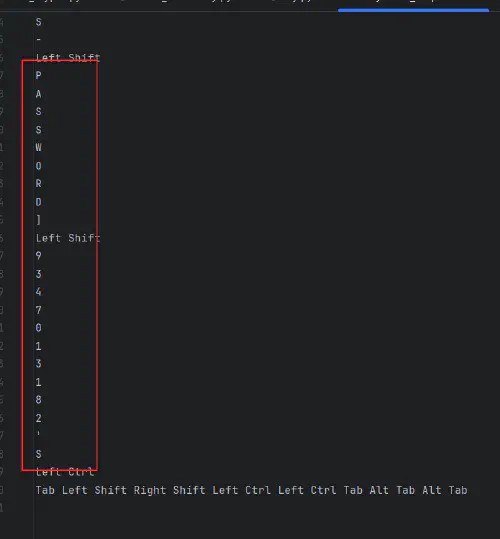 S
-
Left Shift
P
A
S
S
W
O
R
D
]
Left Shift
9
3
4
7
0
1
3
1
8
2
'
S
Left Ctrl
Tab Left Shift Right Shift Left Ctrl Left Ctrl Tab Alt Tab Alt Tab